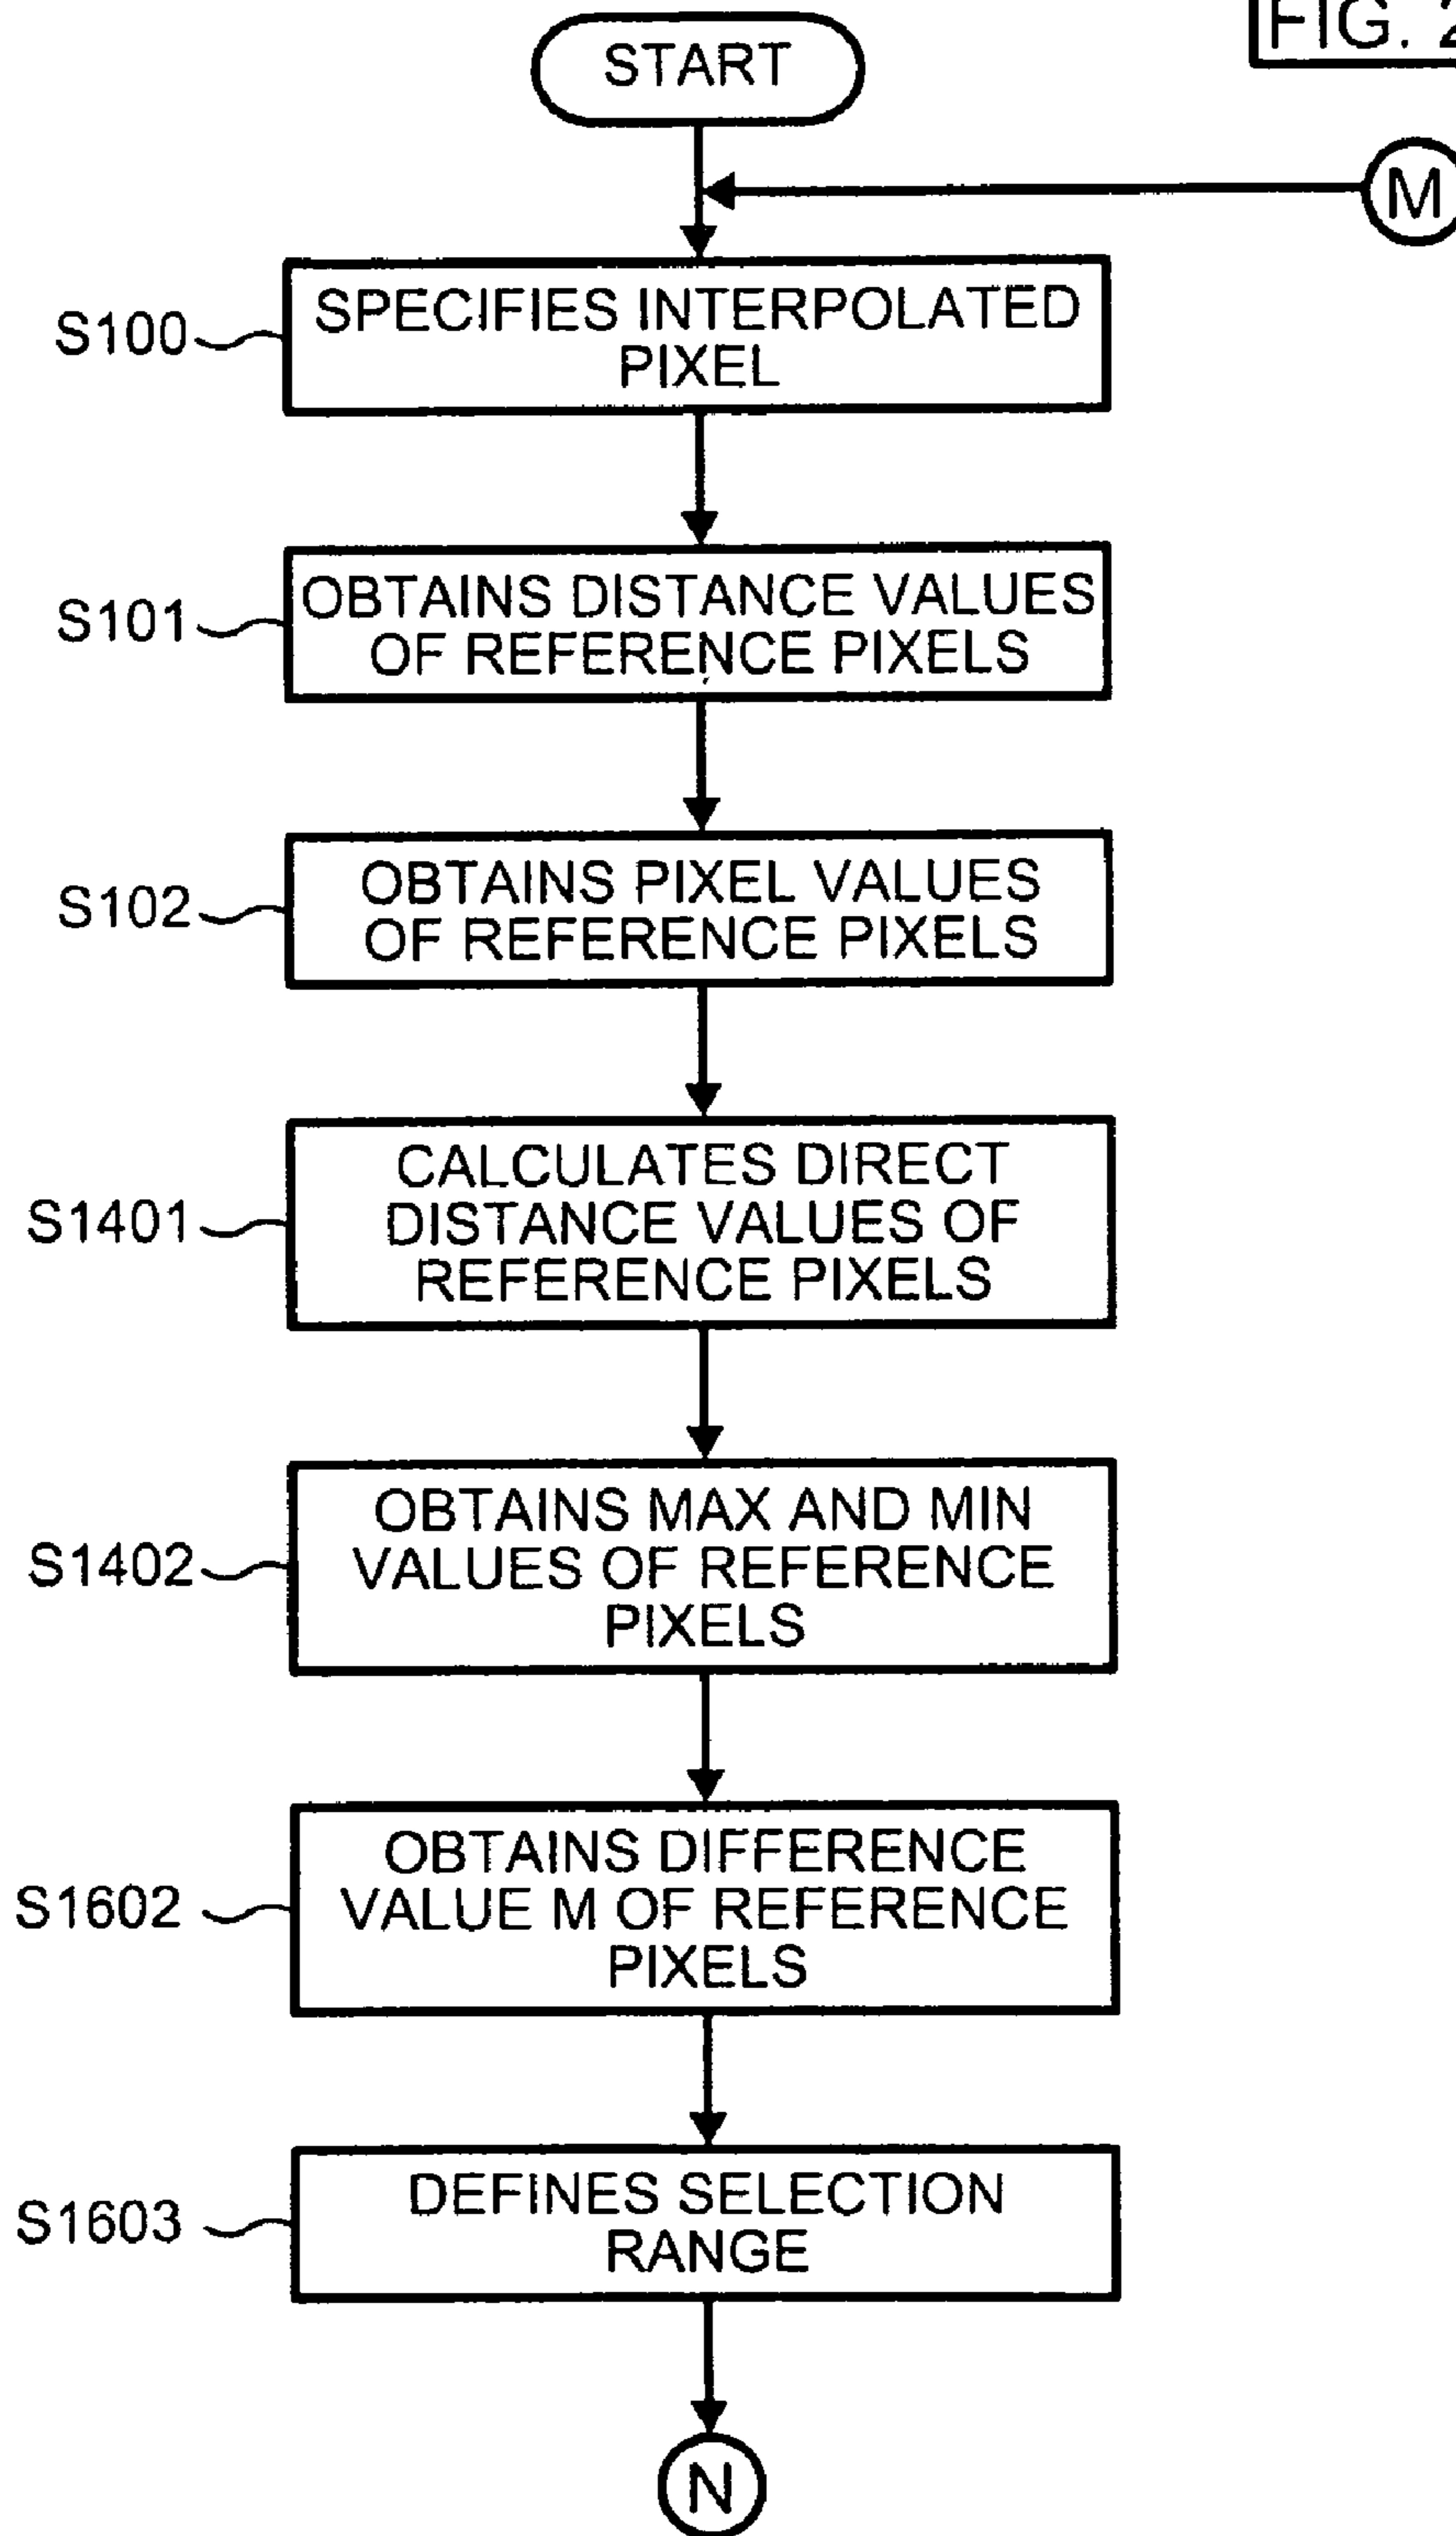 FIG. 2
START
M
S100
SPECIFIES INTERPOLATED
PIXEL
S101
OBTAINS DISTANCE VALUES
OF REFERENCE PIXELS
S102
OBTAINS PIXEL VALUES
OF REFERENCE PIXELS
S1401
CALCULATES DIRECT
DISTANCE VALUES OF
REFERENCE PIXELS
S1402
OBTAINS MAX AND MIN
VALUES OF REFERENCE
PIXELS
S1602
OBTAINS DIFFERENCE
VALUE M OF REFERENCE
PIXELS
S1603
DEFINES SELECTION
RANGE
N